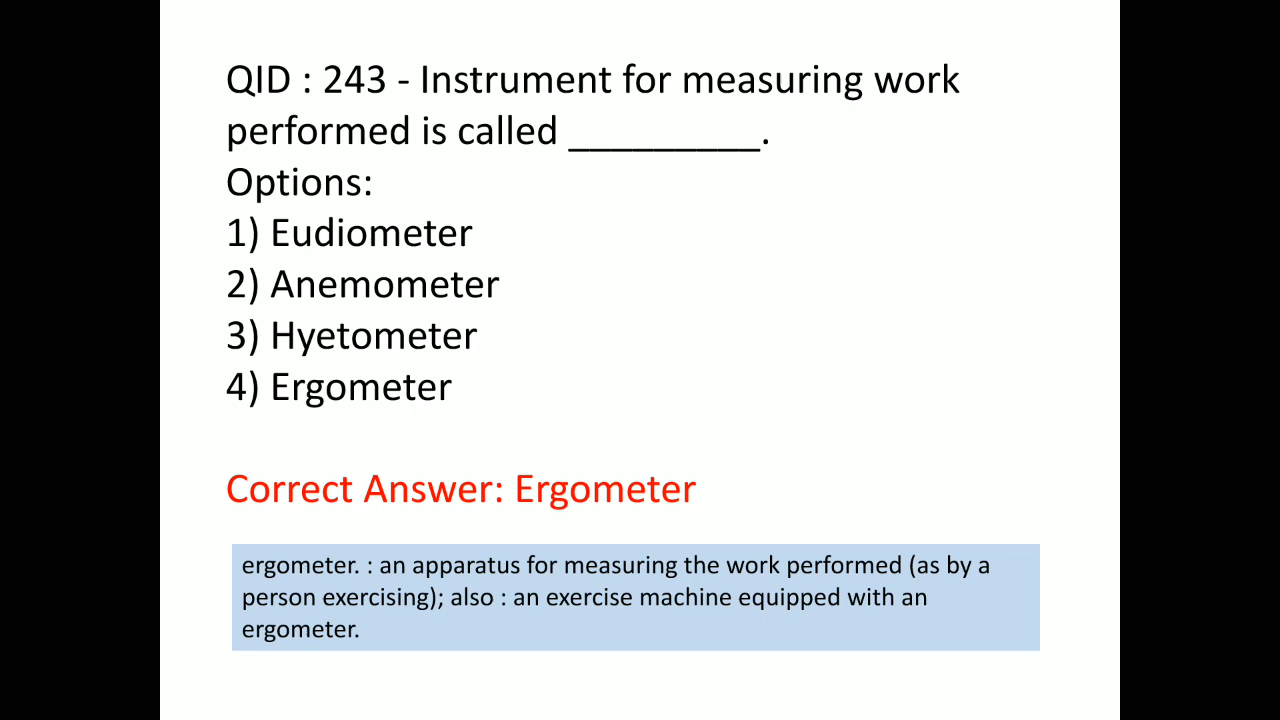 QID : 243 - Instrument for measuring work
performed is called _________.
Options:
1) Eudiometer
2) Anemometer
3) Hyetometer
4) Ergometer
Correct Answer: Ergometer
ergometer. : an apparatus for measuring the work performed (as by a
person exercising); also : an exercise machine equipped with an
ergometer.